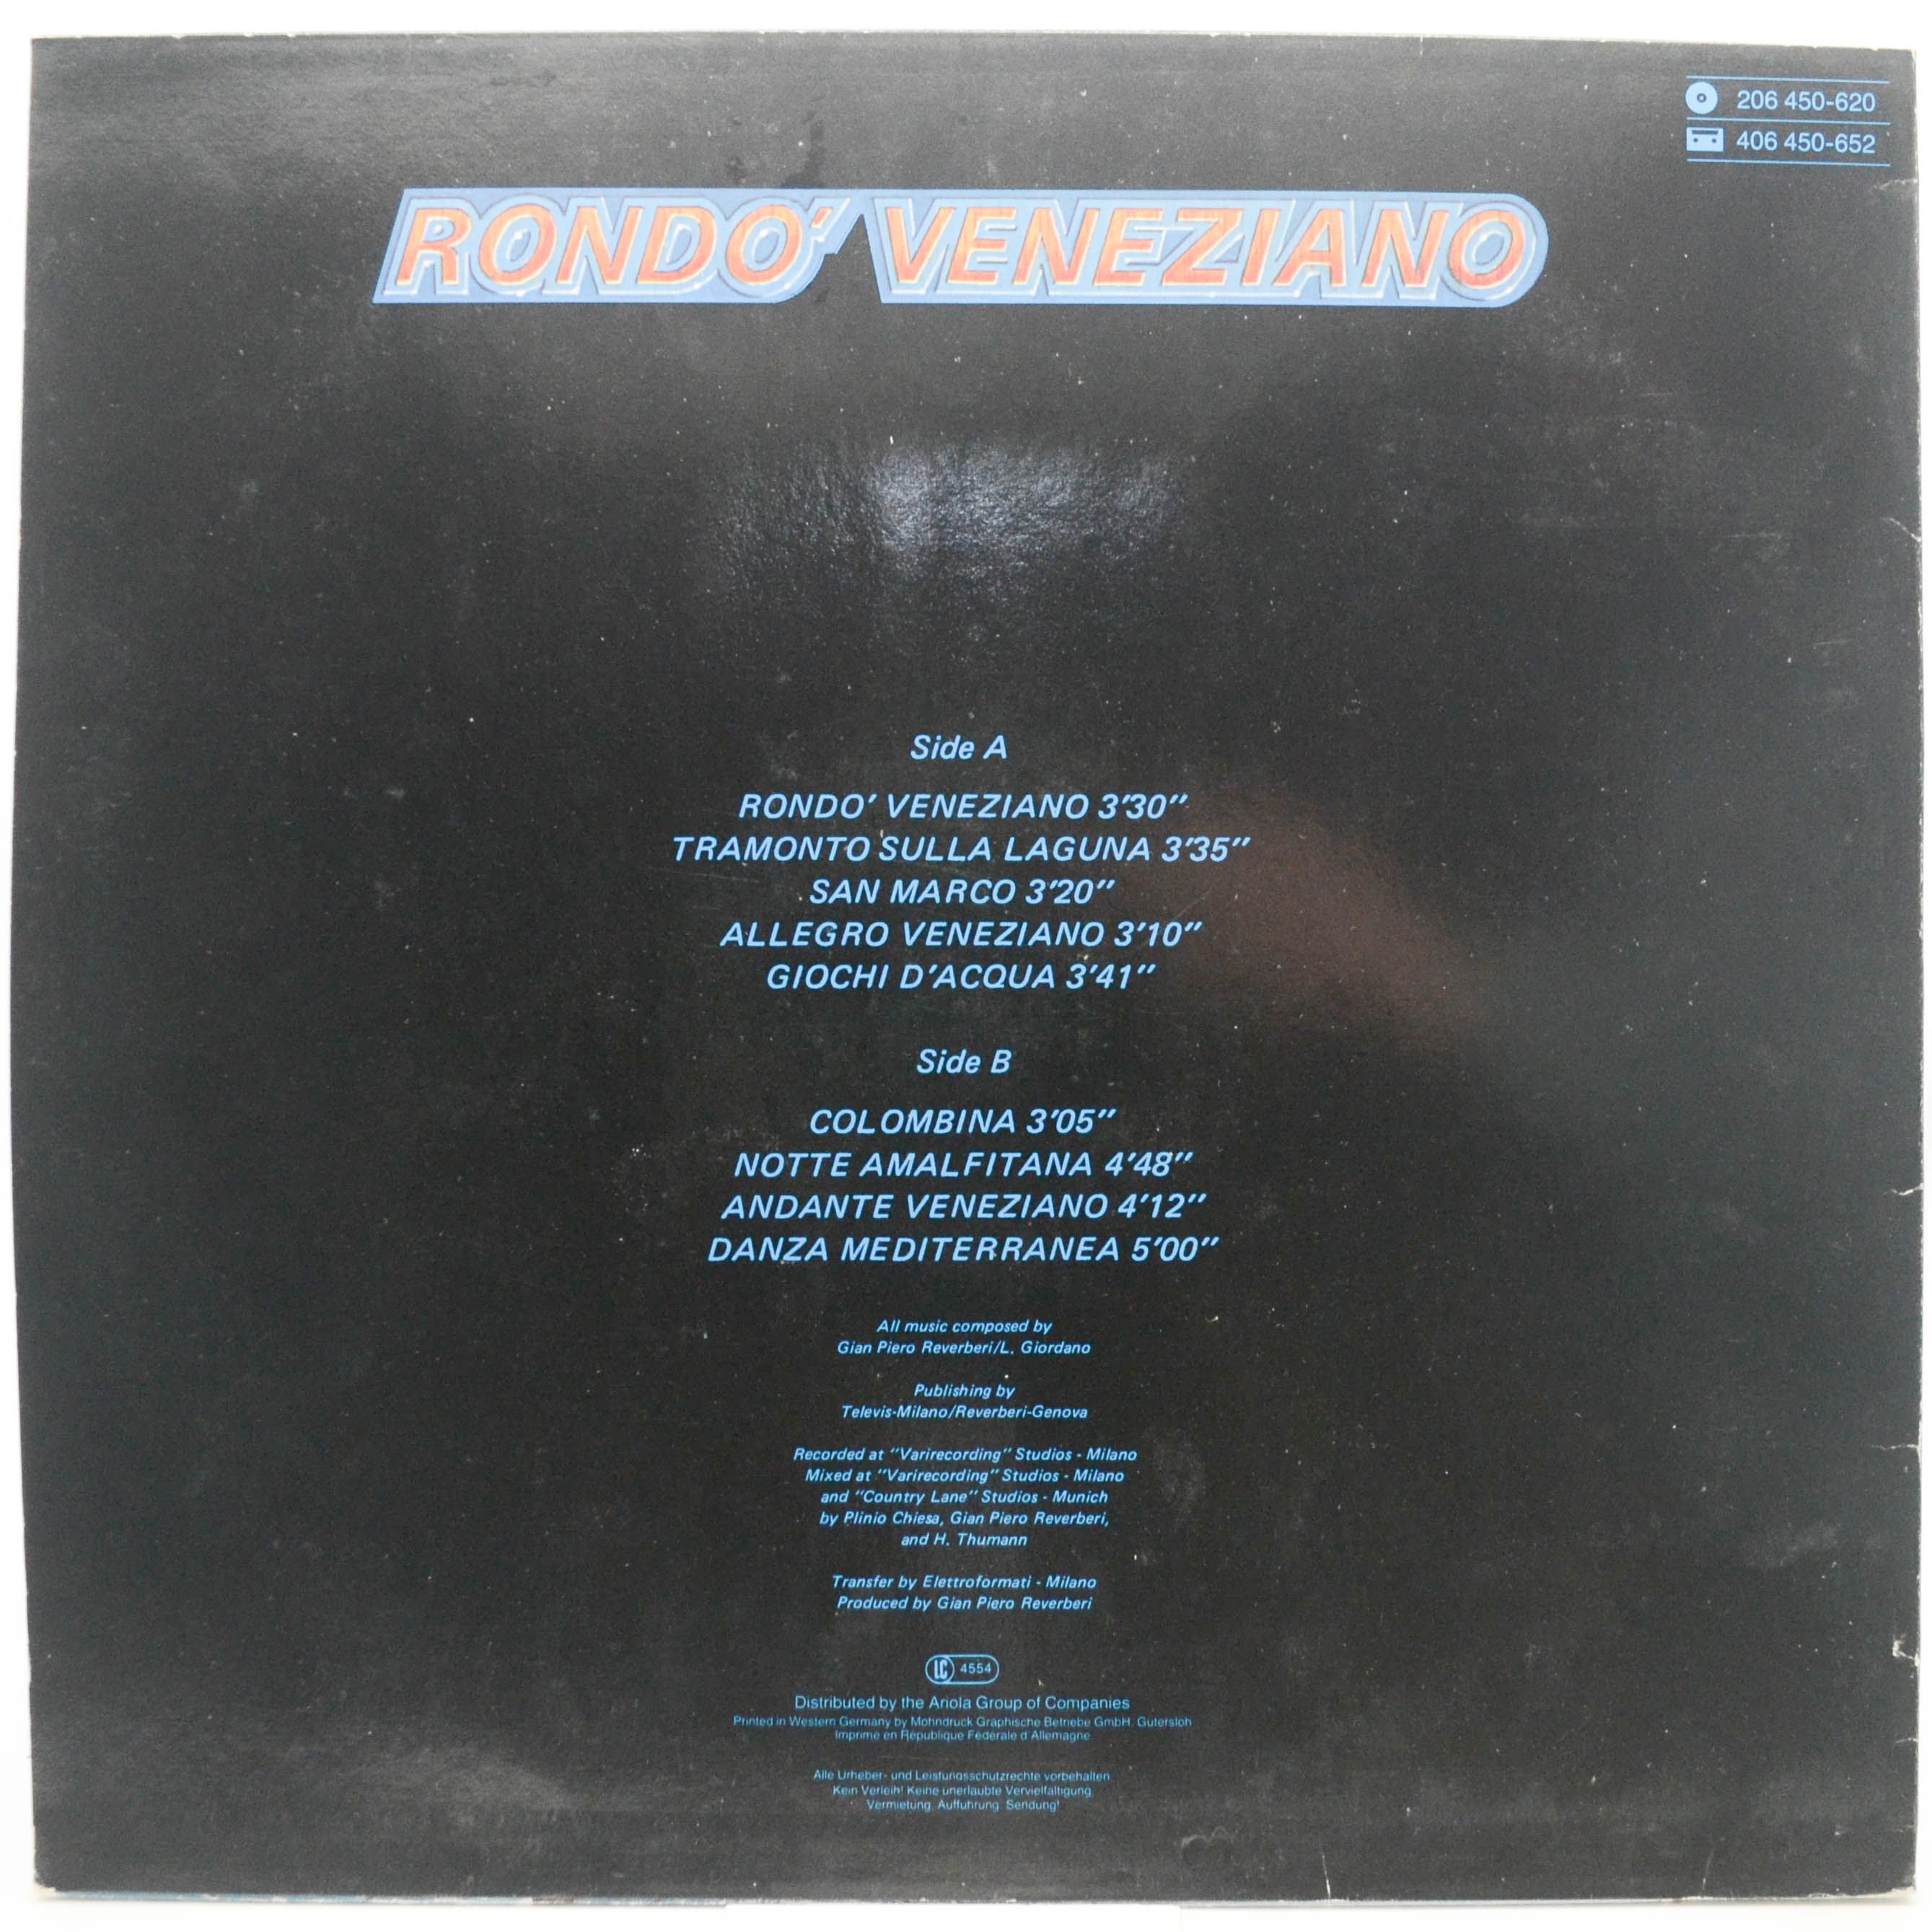 206 450-620
406 450-652
RONDO' VENEZIANO
Side A
RONDO' VENEZIANO 3'30"
TRAMONTO SULLA LAGUNA 3'35"
SAN MARCO 3'20"
ALLEGRO VENEZIANO 3'10"
GIOCHI D'ACQUA 3'41"
Side B
COLOMBINA 3'05"
NOTTE AMALFITANA 4'48"
ANDANTE VENEZIANO 4'12"
DANZA MEDITERRANEA 5'00"
All music composed by
Gian Piero Reverberi/L. Giordano
Publishing by
Televis-Milano/Reverberi-Genova
Recorded at "Varirecording" Studios - Milano
Mixed at "Varirecording" Studios - Milano
and "Country Lane" Studios - Munich
by Plinio Chiesa, Gian Piero Reverberi,
and H. Thumann
Transfer by Elettroformati - Milano
Produced by Gian Piero Reverberi
LC 4554
Distributed by the Ariola Group of Companies
Printed in Western Germany by Mohndruck Graphische Betriebe GmbH. Gütersloh
Imprimé en République Fédérale d'Allemagne
Alle Urheber- und Leistungsschutzrechte vorbehalten
Kein Verleih! Keine unerlaubte Vervielfältigung,
Vermietung, Aufführung, Sendung!